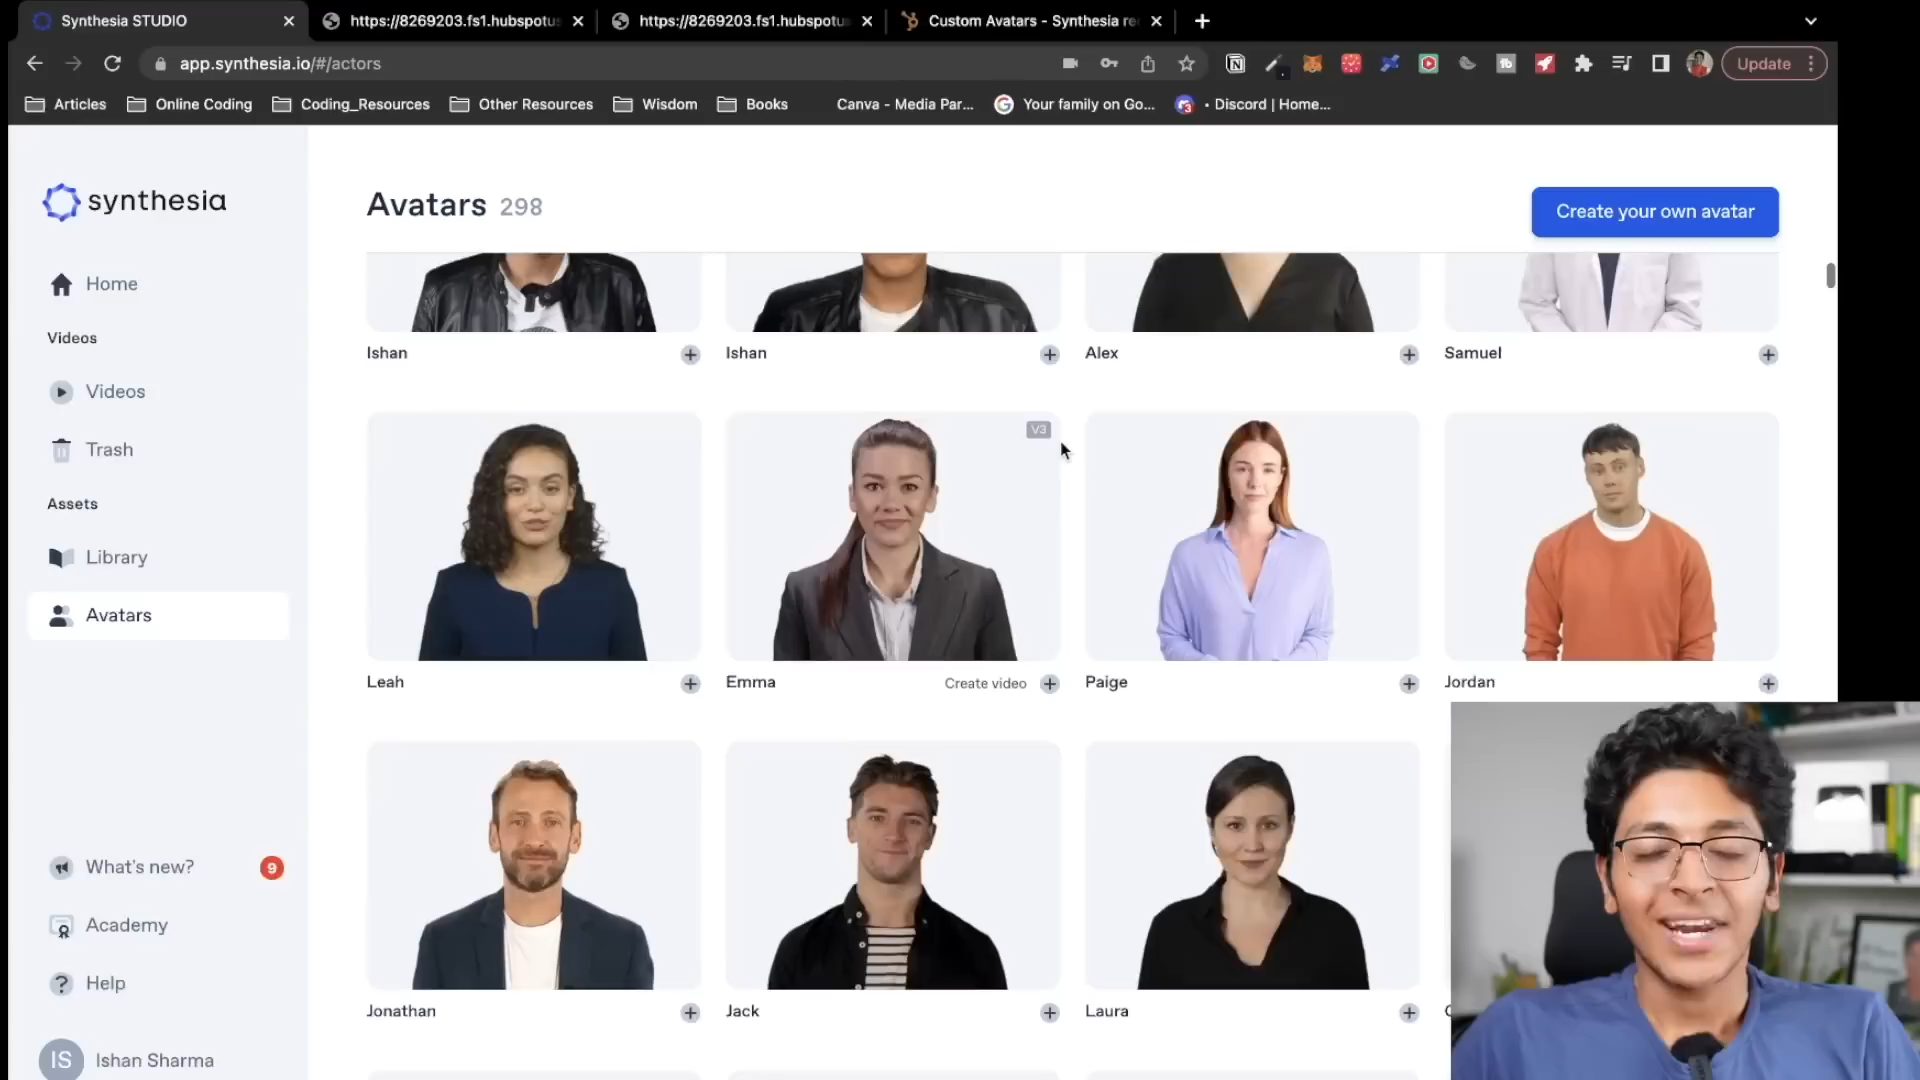 Synthesia STUDIO
https://8269203.fs1.hubspotus
https://8269203.fs1.hubspotu
Custom Avatars - Synthesia re
app.synthesia.io/#/actors
Update
Articles
Online Coding
Coding_Resources
Other Resources
Wisdom
Books
Canva - Media Par...
Your family on Go...
• Discord | Home...
synthesia
Home
Videos
Videos
Trash
Assets
Library
Avatars
What's new?
9
Academy
Help
IS
Ishan Sharma
Avatars 298
Create your own avatar
Ishan
Ishan
Alex
Samuel
V3
Leah
Emma
Create video
Paige
Jordan
Jonathan
Jack
Laura